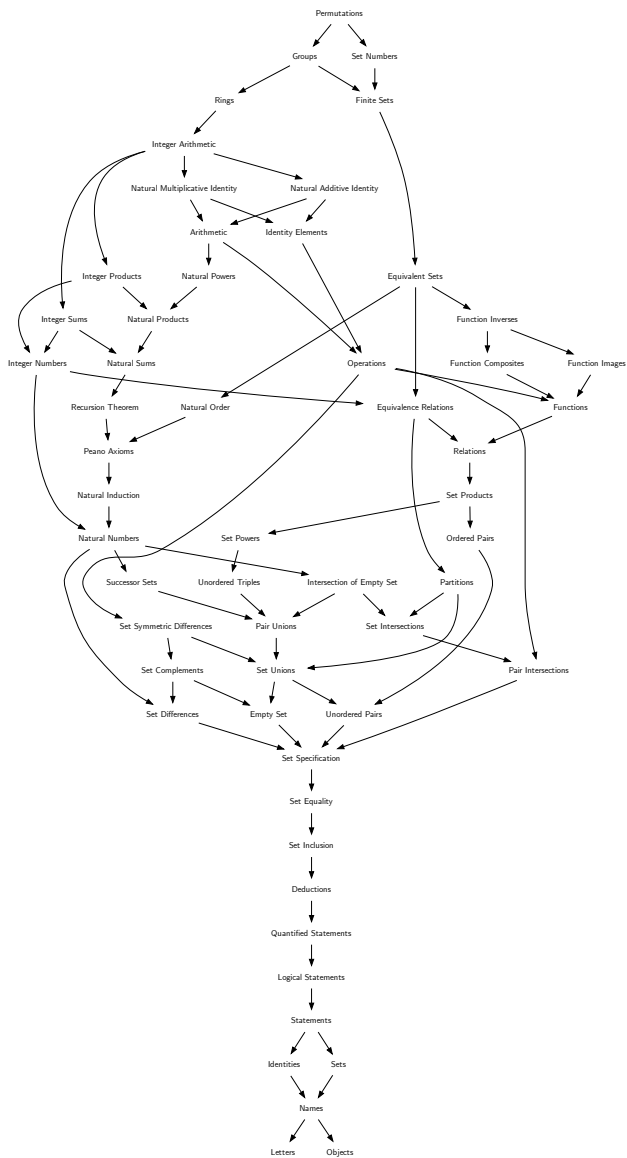 Permutations
Groups
Set Numbers
Rings
Finite Sets
Integer Arithmetic
Natural Multiplicative Identity
Natural Additive Identity
Arithmetic
Identity Elements
Integer Products
Natural Powers
Equivalent Sets
Integer Sums
Natural Products
Function Inverses
Integer Numbers
Natural Sums
Operations
Function Composites
Function Images
Recursion Theorem
Natural Order
Equivalence Relations
Functions
Peano Axioms
Relations
Natural Induction
Set Products
Natural Numbers
Set Powers
Ordered Pairs
Successor Sets
Unordered Triples
Intersection of Empty Set
Partitions
Set Symmetric Differences
Pair Unions
Set Intersections
Set Complements
Set Unions
Pair Intersections
Set Differences
Empty Set
Unordered Pairs
Set Specification
Set Equality
Set Inclusion
Deductions
Quantified Statements
Logical Statements
Statements
Identities
Sets
Names
Letters
Objects